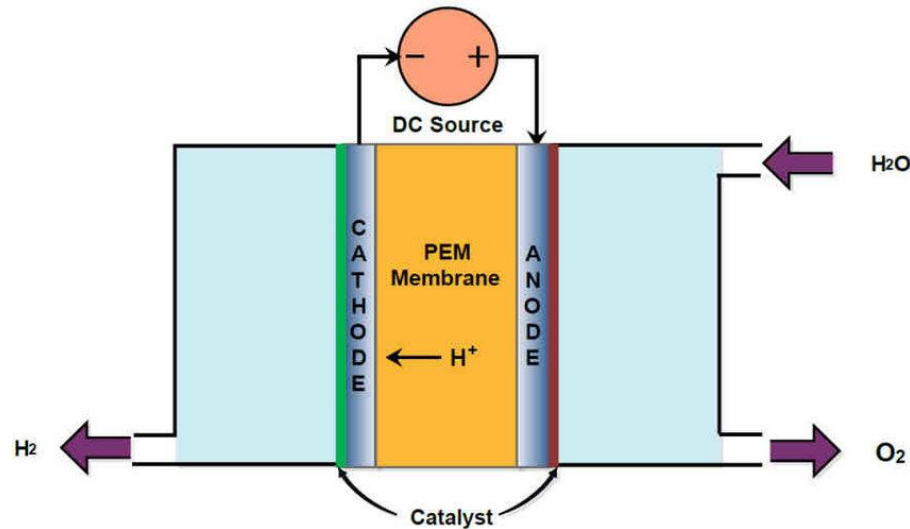 − +
DC Source
H2O
CATHODE
PEM
Membrane
ANODE
H+
H2
O2
Catalyst